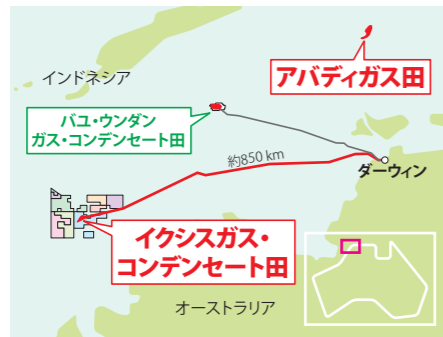 インドネシア
アバディガス田
バユ・ウンダン
ガス・コンデンセート田
約850 km
ダーウィン
イクシスガス・
コンデンセート田
オーストラリア